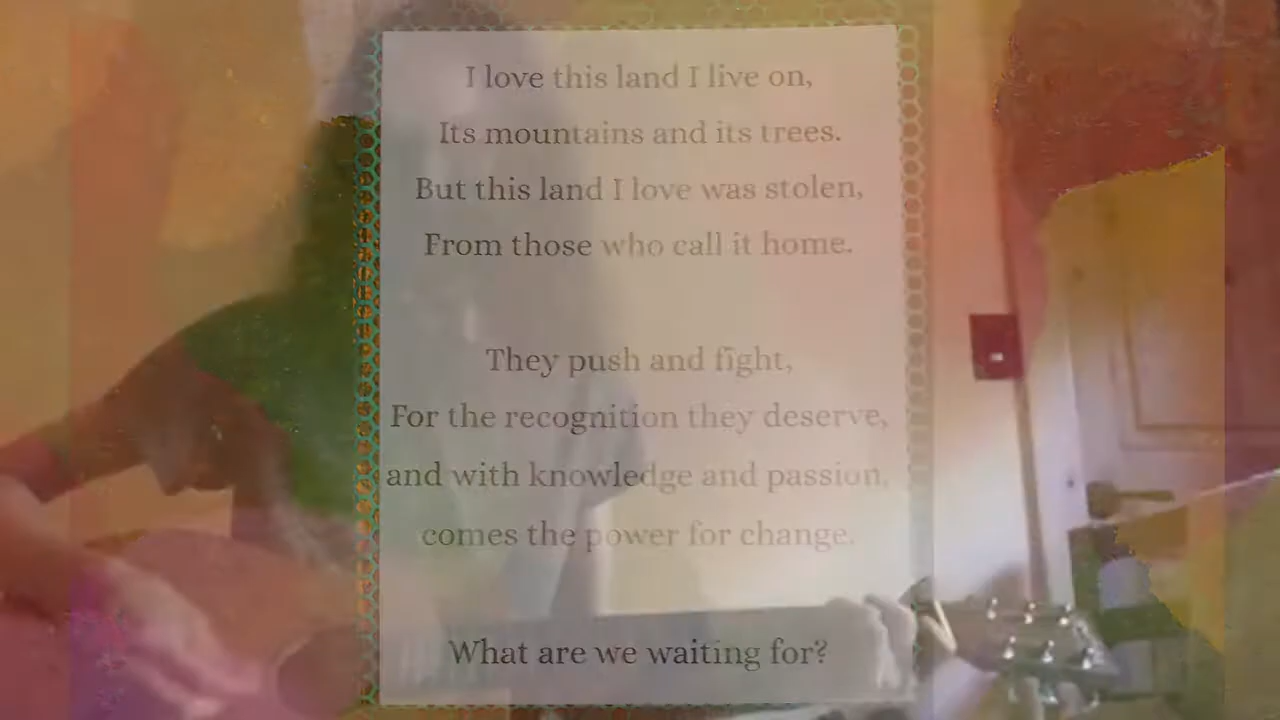 I love this land I live on,
Its mountains and its trees.
But this land I love was stolen,
From those who call it home.
They push and fight,
For the recognition they deserve,
and with knowledge and passion,
comes the power for change.
What are we waiting for?